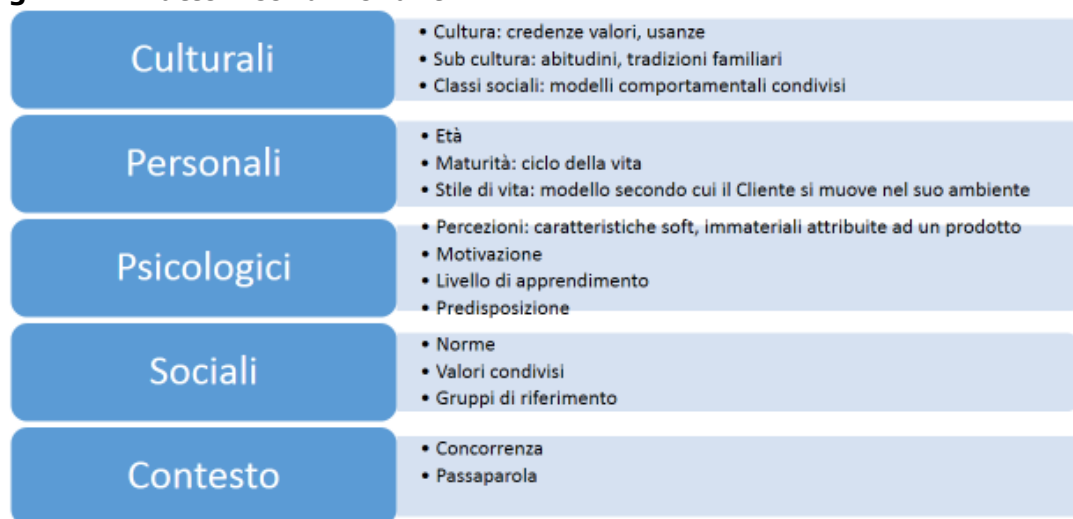 Culturali
• Cultura: credenze valori, usanze
• Sub cultura: abitudini, tradizioni familiari
• Classi sociali: modelli comportamentali condivisi
Personali
• Età
• Maturità: ciclo della vita
• Stile di vita: modello secondo cui il Cliente si muove nel suo ambiente
Psicologici
• Percezioni: caratteristiche soft, immateriali attribuite ad un prodotto
• Motivazione
• Livello di apprendimento
• Predisposizione
Sociali
• Norme
• Valori condivisi
• Gruppi di riferimento
Contesto
• Concorrenza
• Passaparola